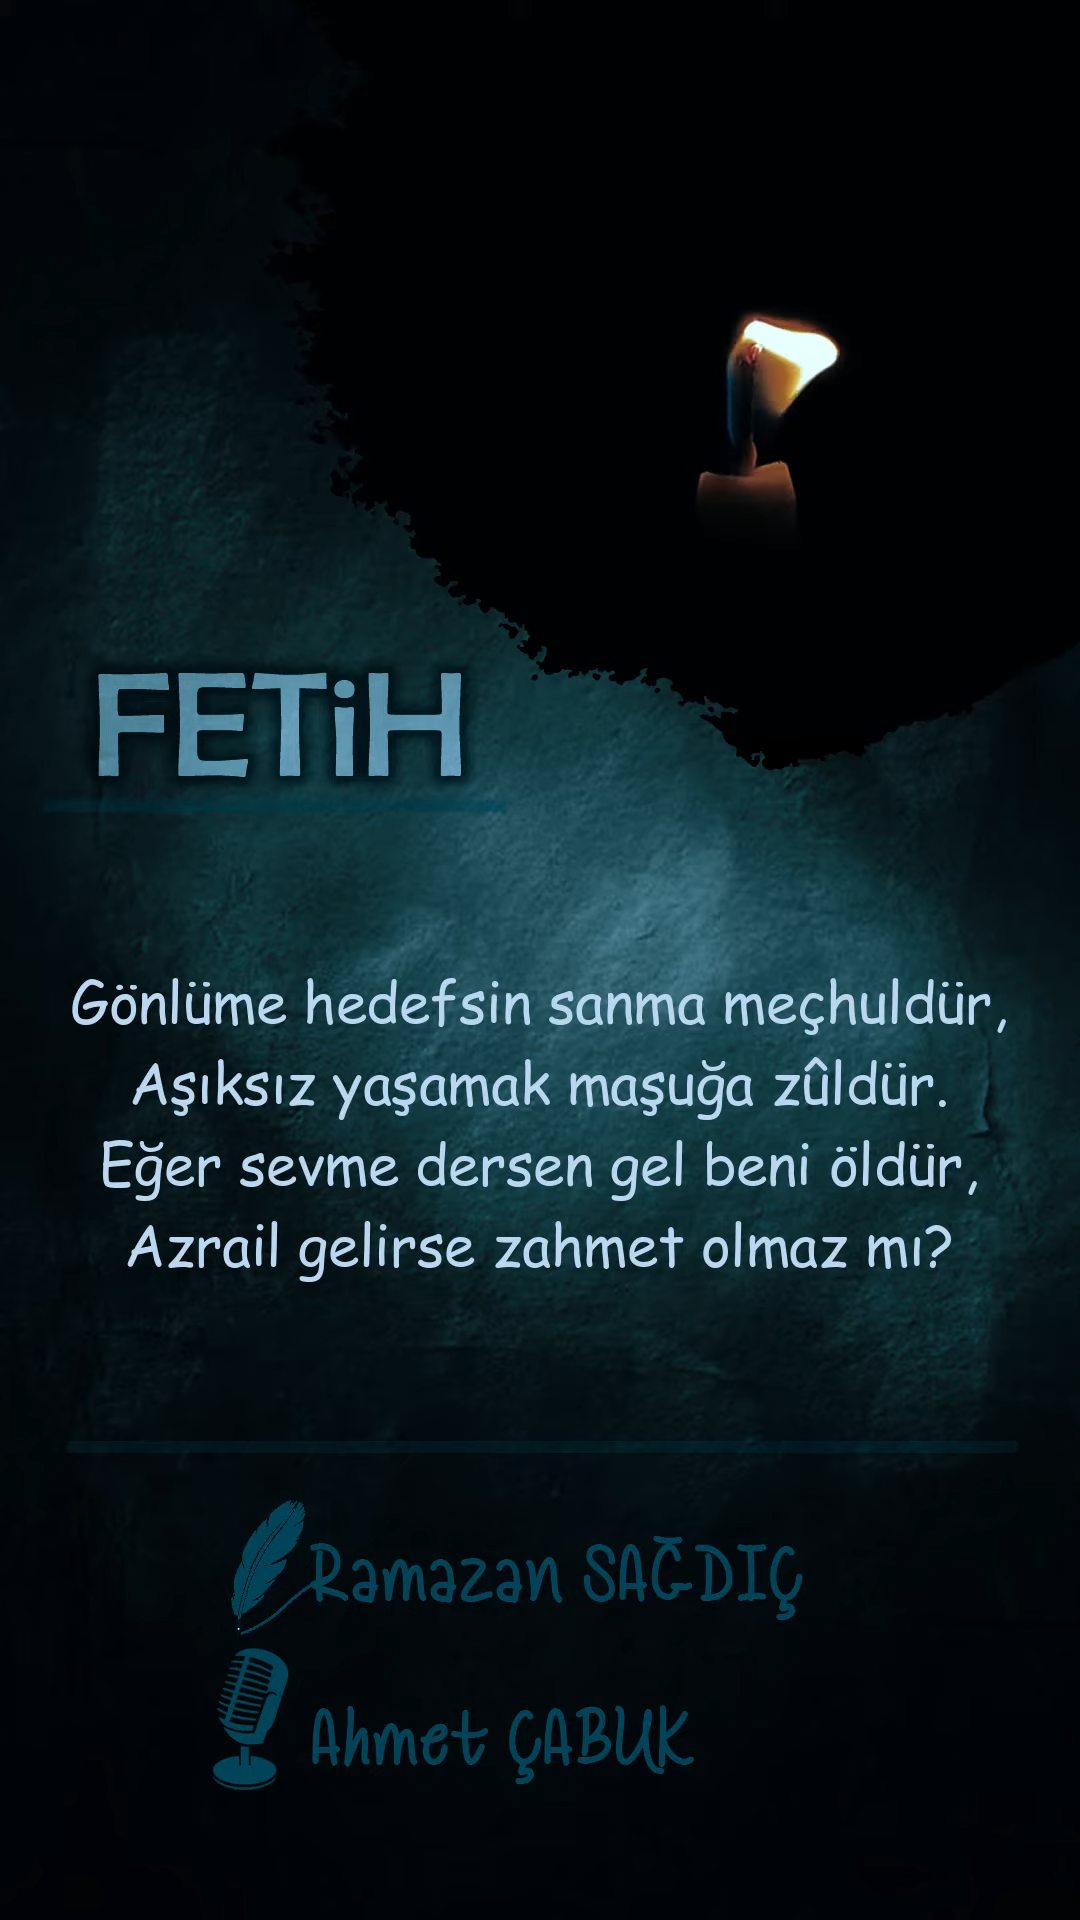 FETiH
Gönlüme hedefsin sanma meçhuldür,
Aşıksız yaşamak maşuğa zûldür.
Eğer sevme dersen gel beni öldür,
Azrail gelirse zahmet olmaz mı?
Ramazan SAĞDIÇ
Ahmet ÇABUK